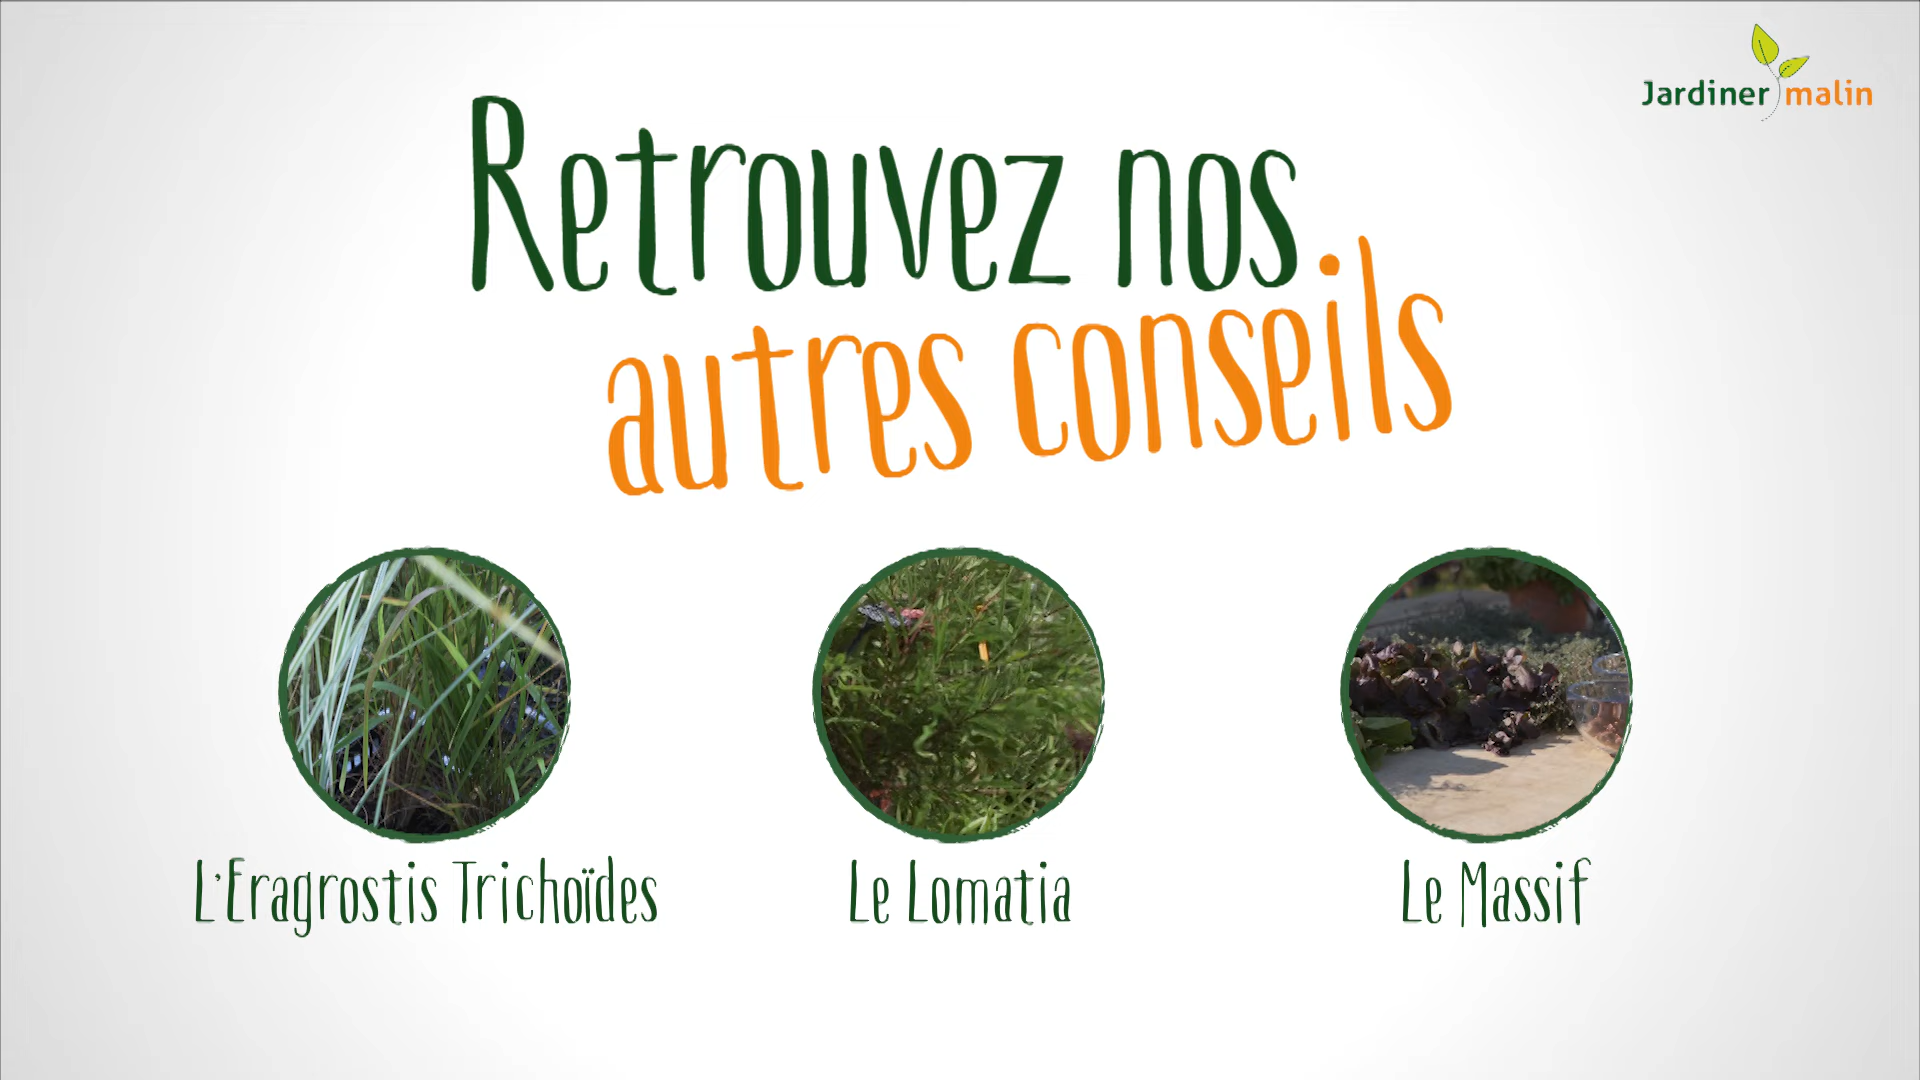 Jardiner malin
Retrouvez nos
autres conseils
L'Eragrostis Trichoïdes
Le Lomatia
Le Massif